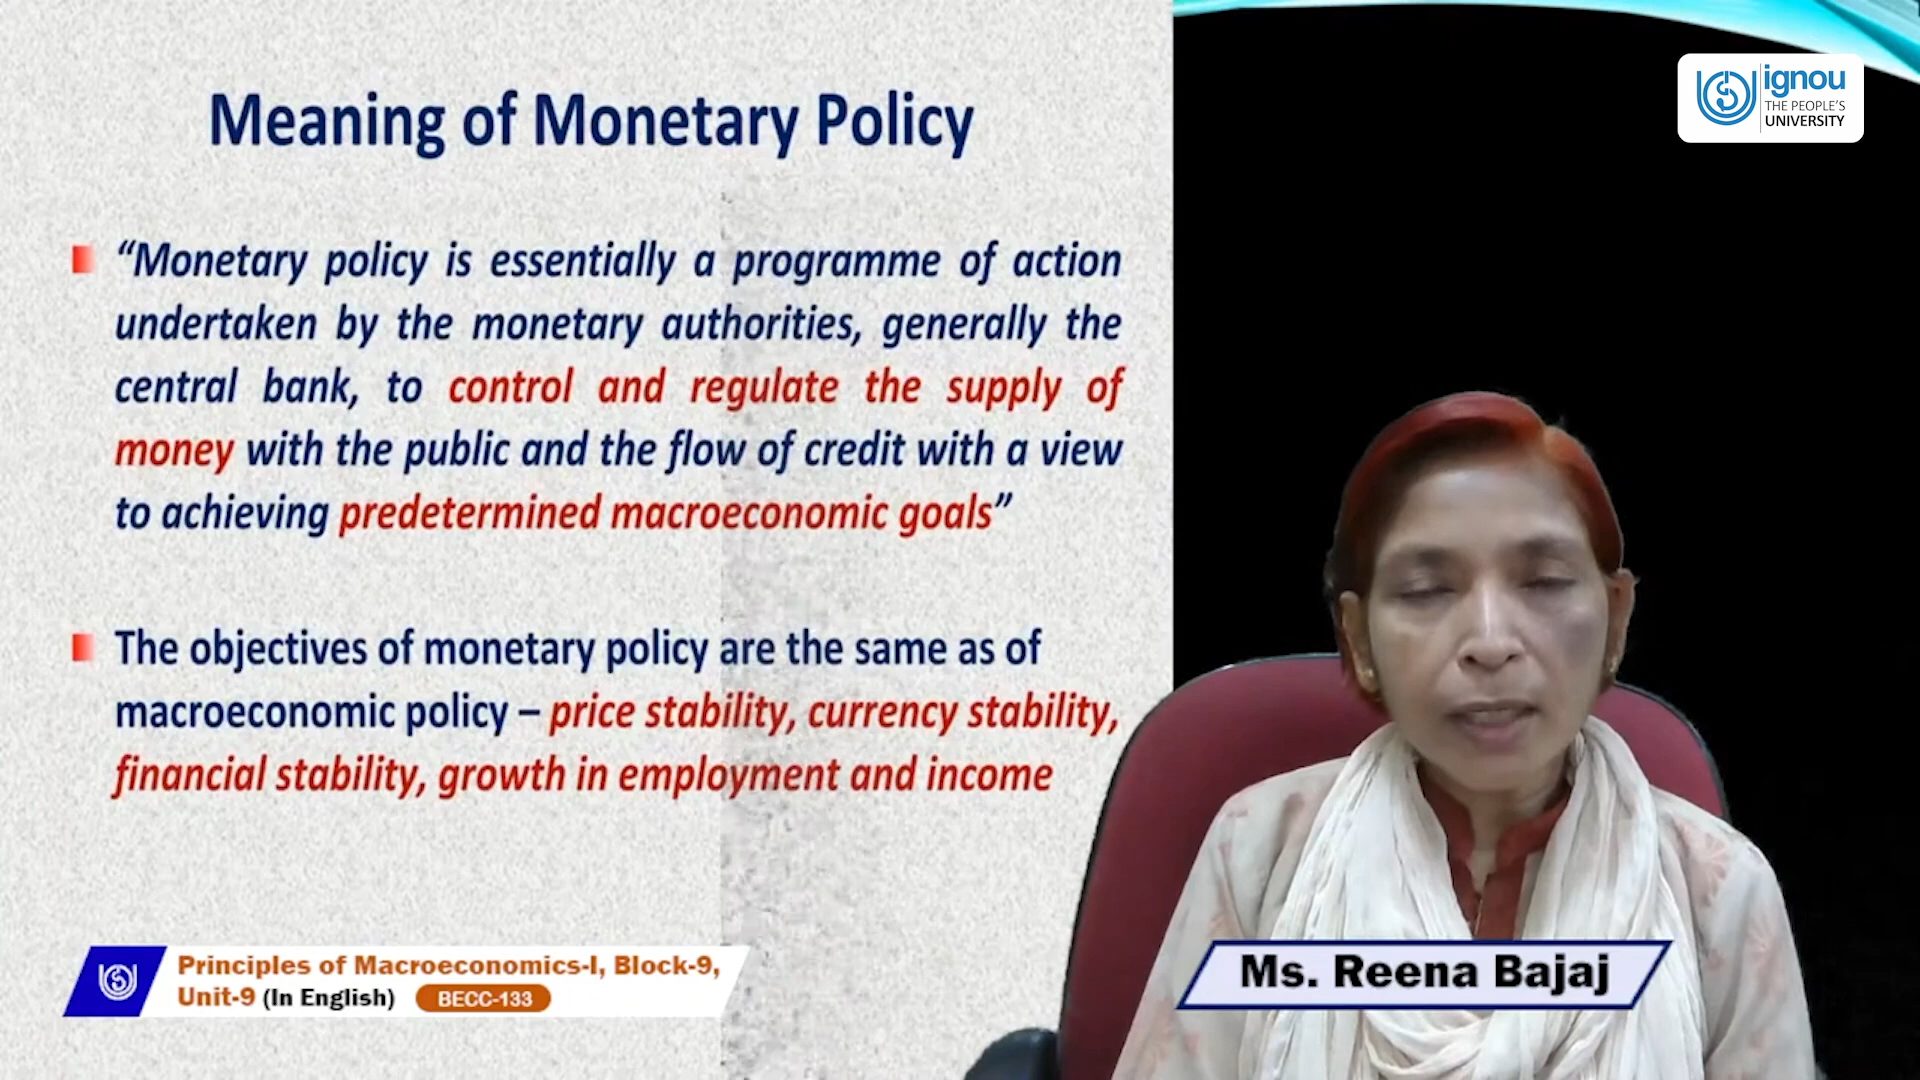 Meaning of Monetary Policy
“Monetary policy is essentially a programme of action
undertaken by the monetary authorities, generally the
central bank, to control and regulate the supply of
money with the public and the flow of credit with a view
to achieving predetermined macroeconomic goals”
The objectives of monetary policy are the same as of
macroeconomic policy – price stability, currency stability,
financial stability, growth in employment and income
Principles of Macroeconomics-I, Block-9,
Unit-9 (In English) BECC-133
ignou
THE PEOPLE'S
UNIVERSITY
Ms. Reena Bajaj